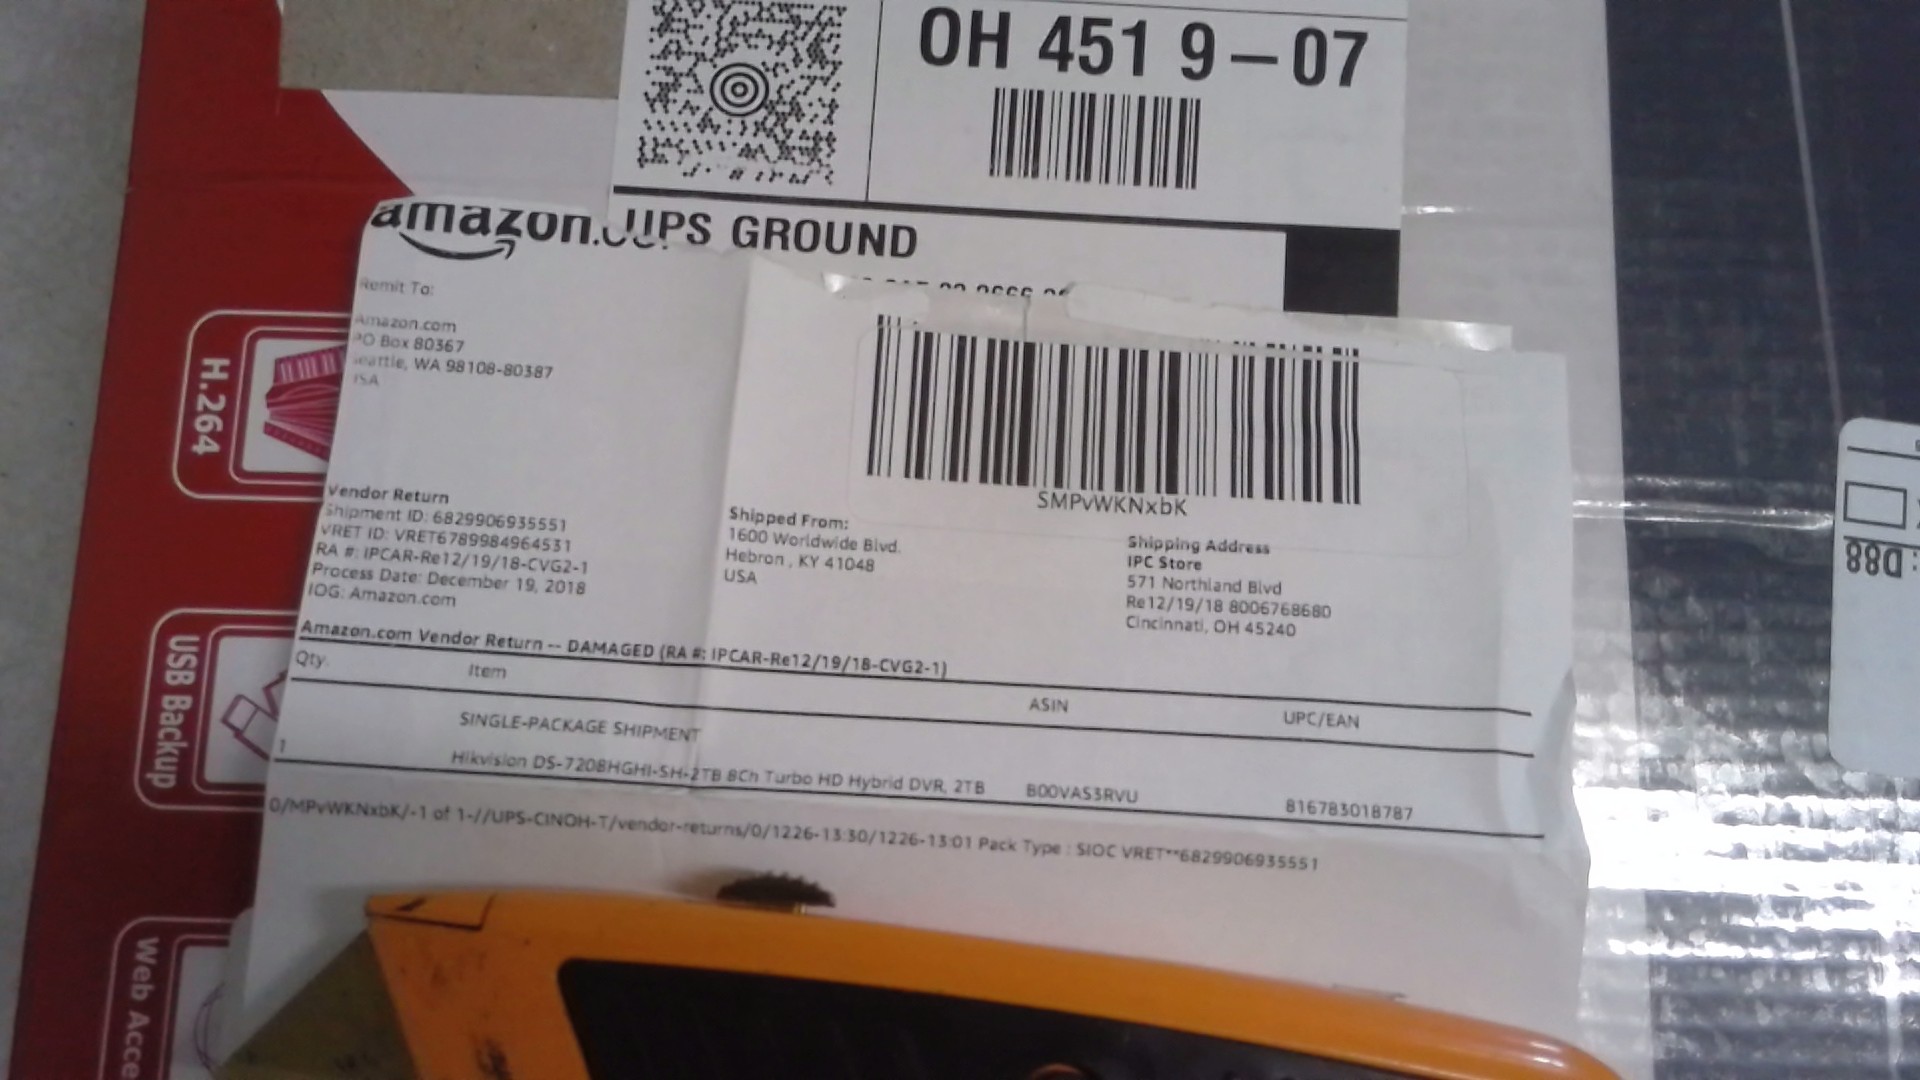 OH 451 9-07
UPS GROUND
amazon.
Remit To:
Amazon.com
PO Box 80367
Seattle, WA 98108-80387
USA
SMPvWKNxbK
Vendor Return
Shipment ID: 6829906935551
VRET ID: VRET6789984964531
RA #: IPCAR-Re12/19/18-CVG2-1
Process Date: December 19, 2018
IOG: Amazon.com
Shipped From:
1600 Worldwide Blvd.
Hebron , KY 41048
USA
Shipping Address
IPC Store
571 Northland Blvd
Re12/19/18 8006768680
Cincinnati, OH 45240
Amazon.com Vendor Return -- DAMAGED (RA #: IPCAR-Re12/19/18-CVG2-1)
Qty. Item ASIN UPC/EAN
SINGLE-PACKAGE SHIPMENT
1 Hikvision DS-7208HGHI-SH-2TB 8Ch Turbo HD Hybrid DVR, 2TB B00VAS3RVU 816783018787
0/MPvWKNxbK/-1 of 1-//UPS-CINOH-T/vendor-returns/0/1226-13:30/1226-13:01 Pack Type : SIOC VRET**6829906935551
H.264
USB Backup
Web Acce
: D88